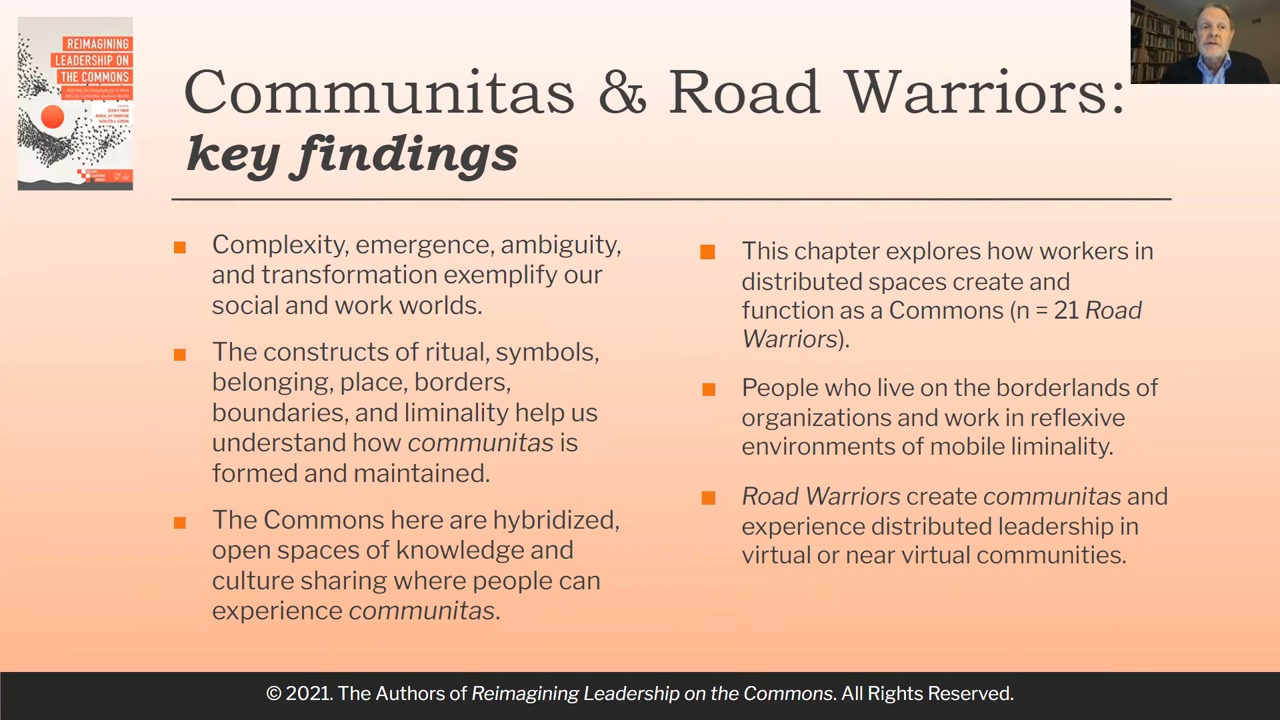 REIMAGINING
LEADERSHIP ON
THE COMMONS
Communitas & Road Warriors:
key findings
Complexity, emergence, ambiguity,
and transformation exemplify our
social and work worlds.
The constructs of ritual, symbols,
belonging, place, borders,
boundaries, and liminality help us
understand how communitas is
formed and maintained.
The Commons here are hybridized,
open spaces of knowledge and
culture sharing where people can
experience communitas.
This chapter explores how workers in
distributed spaces create and
function as a Commons (n = 21 Road
Warriors).
People who live on the borderlands of
organizations and work in reflexive
environments of mobile liminality.
Road Warriors create communitas and
experience distributed leadership in
virtual or near virtual communities.
© 2021. The Authors of Reimagining Leadership on the Commons. All Rights Reserved.